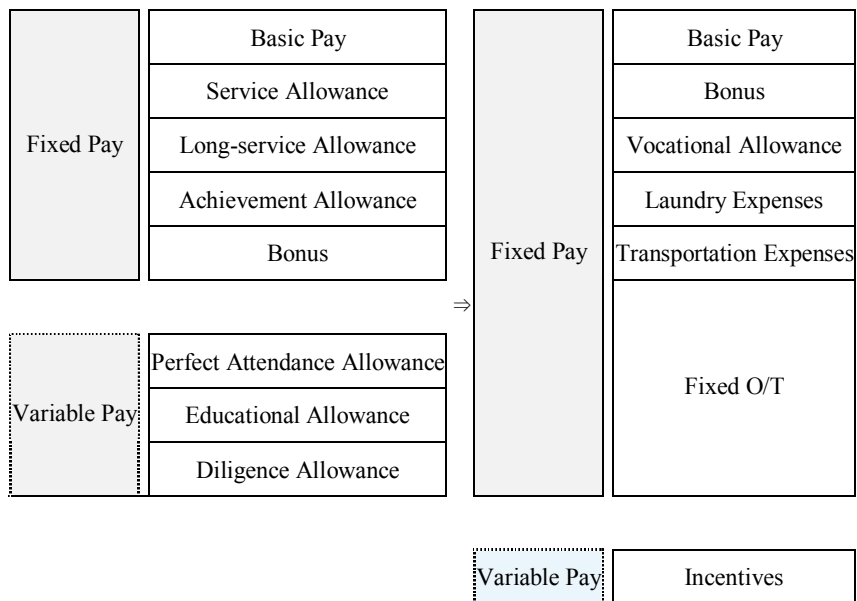 Fixed Pay
Basic Pay
Service Allowance
Long-service Allowance
Achievement Allowance
Bonus
Variable Pay
Perfect Attendance Allowance
Educational Allowance
Diligence Allowance
⇒
Fixed Pay
Basic Pay
Bonus
Vocational Allowance
Laundry Expenses
Transportation Expenses
Fixed O/T
Variable Pay
Incentives